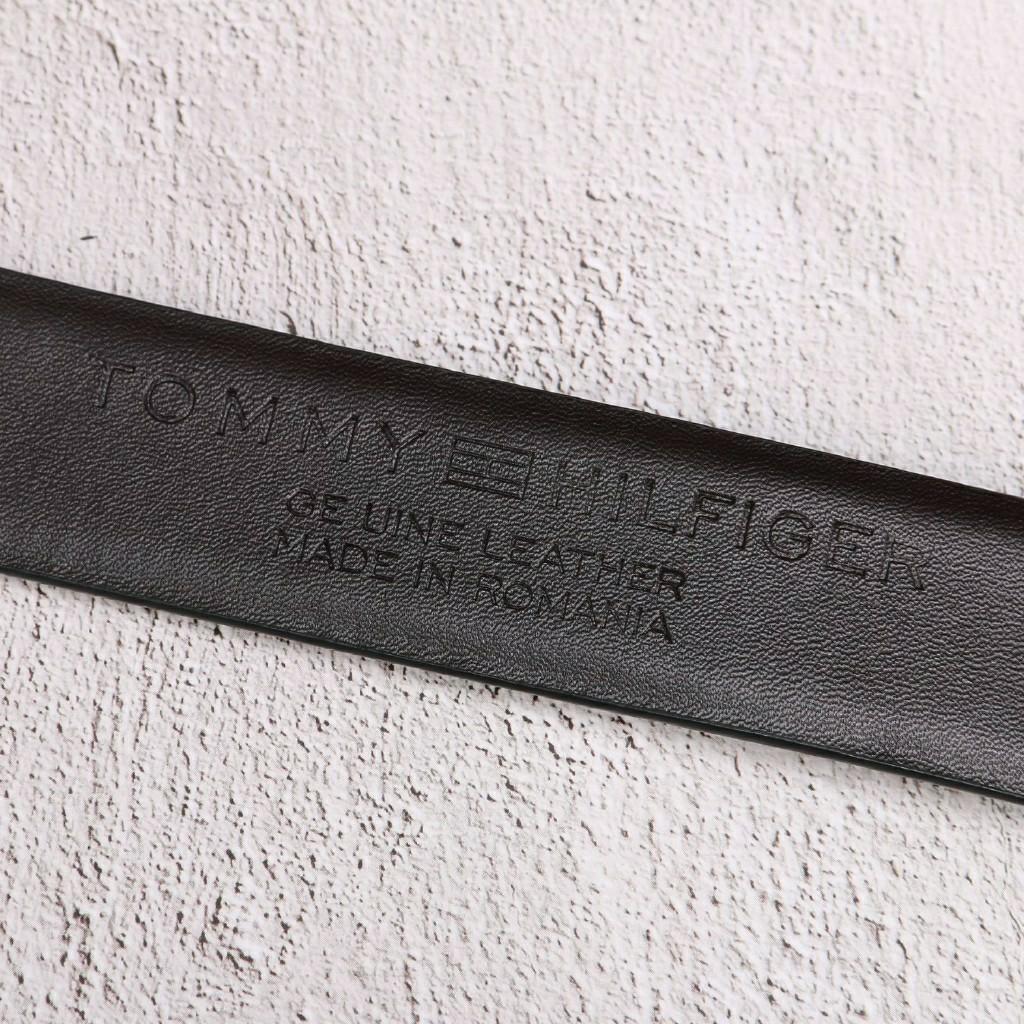 TOMMY HILFIGER
GE UINE LEATHER
MADE IN ROMANIA